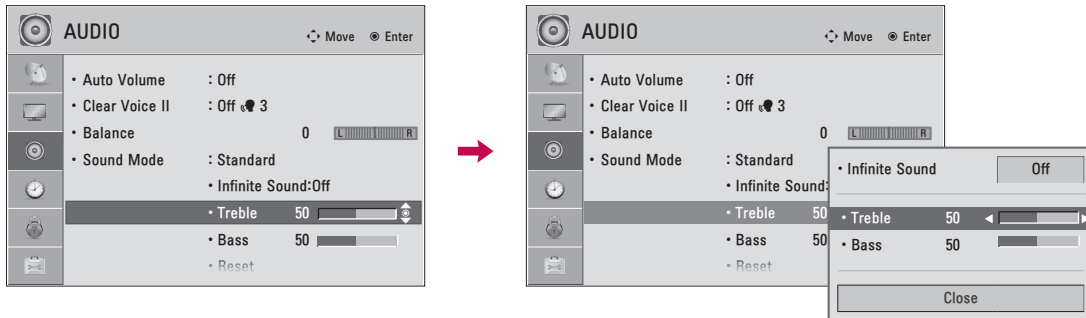 AUDIO
Move Enter
• Auto Volume : Off
• Clear Voice II : Off 3
• Balance 0 L R
• Sound Mode : Standard
• Infinite Sound:Off
• Treble 50
• Bass 50
• Reset
AUDIO
Move Enter
• Auto Volume : Off
• Clear Voice II : Off 3
• Balance 0 L R
• Sound Mode : Standard
• Infinite Sound:
• Treble 50
• Bass 50
• Reset
• Infinite Sound Off
• Treble 50
• Bass 50
Close